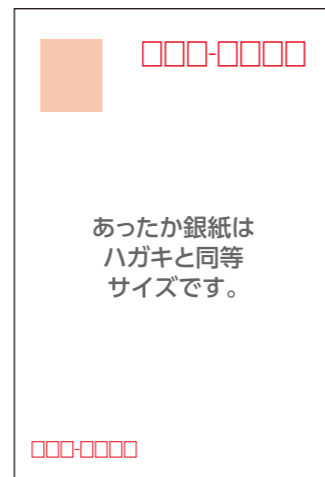 あったか銀紙は
ハガキと同等
サイズです。